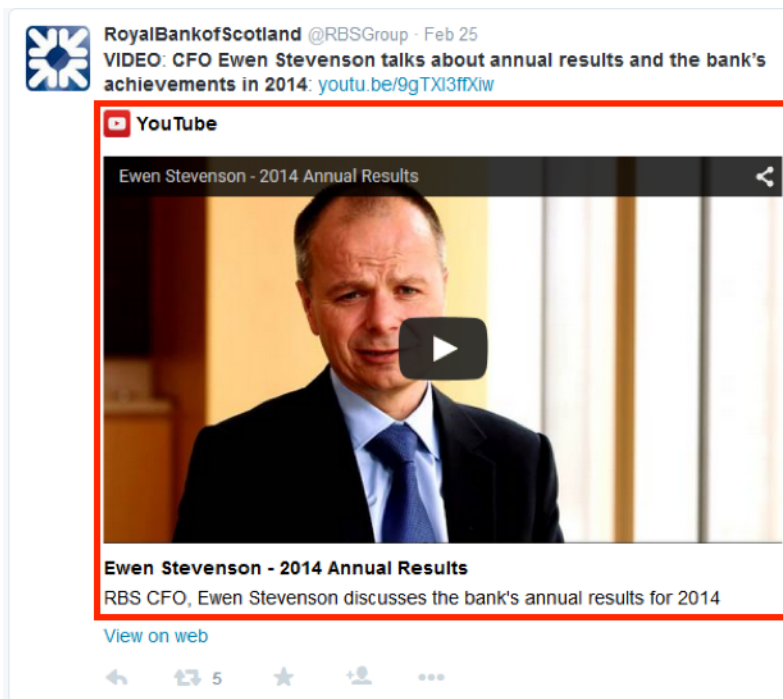 RoyalBankofScotland @RBSGroup · Feb 25
VIDEO: CFO Ewen Stevenson talks about annual results and the bank's
achievements in 2014: youtu.be/9gTXl3ffXiw
YouTube
Ewen Stevenson - 2014 Annual Results
Ewen Stevenson - 2014 Annual Results
RBS CFO, Ewen Stevenson discusses the bank's annual results for 2014
View on web
5